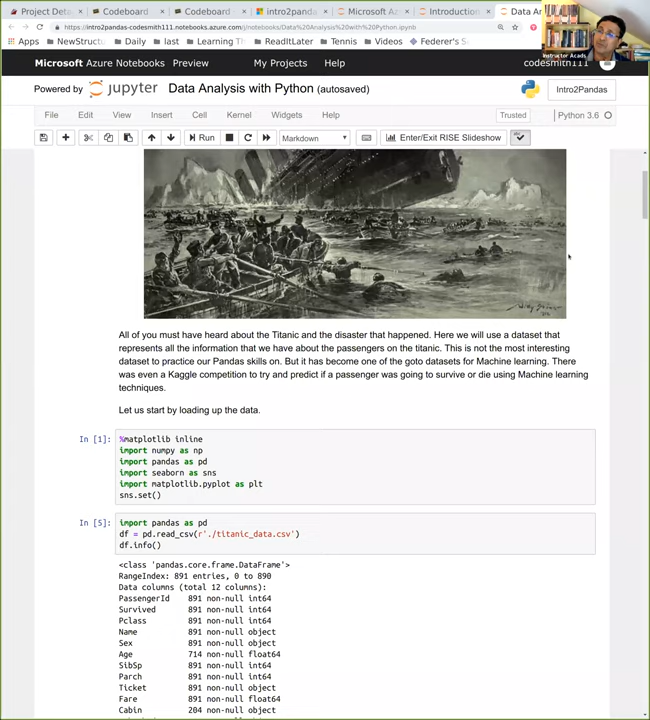 Project Deta
Codeboard
Codeboard
intro2panda
Microsoft Az
Introduction
Data An
https://intro2pandas-codesmith111.notebooks.azure.com/j/notebooks/Data%20Analysis%20with%20Python.ipynb
Apps
NewStructu
Daily
last
Learning Th
ReadItLater
Tennis
Videos
Federer's S
Instructor Acads
Microsoft Azure Notebooks
Preview
My Projects
Help
codesmith111
Powered by
jupyter
Data Analysis with Python (autosaved)
Intro2Pandas
File
Edit
View
Insert
Cell
Kernel
Widgets
Help
Trusted
Python 3.6
Run
Markdown
Enter/Exit RISE Slideshow
All of you must have heard about the Titanic and the disaster that happened. Here we will use a dataset that
represents all the information that we have about the passengers on the titanic. This is not the most interesting
dataset to practice our Pandas skills on. But it has become one of the goto datasets for Machine learning. There
was even a Kaggle competition to try and predict if a passenger was going to survive or die using Machine learning
techniques.
Let us start by loading up the data.
In [1]:
%matplotlib inline
import numpy as np
import pandas as pd
import seaborn as sns
import matplotlib.pyplot as plt
sns.set()
In [5]:
import pandas as pd
df = pd.read_csv(r'./titanic_data.csv')
df.info()
<class 'pandas.core.frame.DataFrame'>
RangeIndex: 891 entries, 0 to 890
Data columns (total 12 columns):
PassengerId    891 non-null int64
Survived       891 non-null int64
Pclass         891 non-null int64
Name           891 non-null object
Sex            891 non-null object
Age            714 non-null float64
SibSp          891 non-null int64
Parch          891 non-null int64
Ticket         891 non-null object
Fare           891 non-null float64
Cabin          204 non-null object